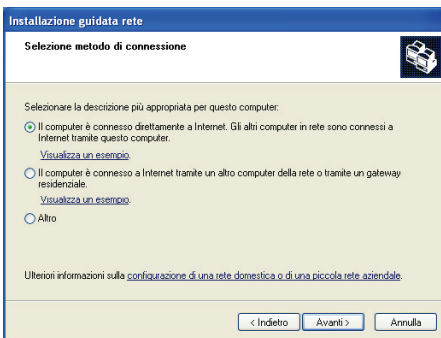 Installazione guidata rete
Selezione metodo di connessione
Selezionare la descrizione più appropriata per questo computer:
Il computer è connesso direttamente a Internet. Gli altri computer in rete sono connessi a
Internet tramite questo computer.
Visualizza un esempio.
Il computer è connesso a Internet tramite un altro computer della rete o tramite un gateway
residenziale.
Visualizza un esempio.
Altro
Ulteriori informazioni sulla configurazione di una rete domestica o di una piccola rete aziendale.
< Indietro Avanti > Annulla